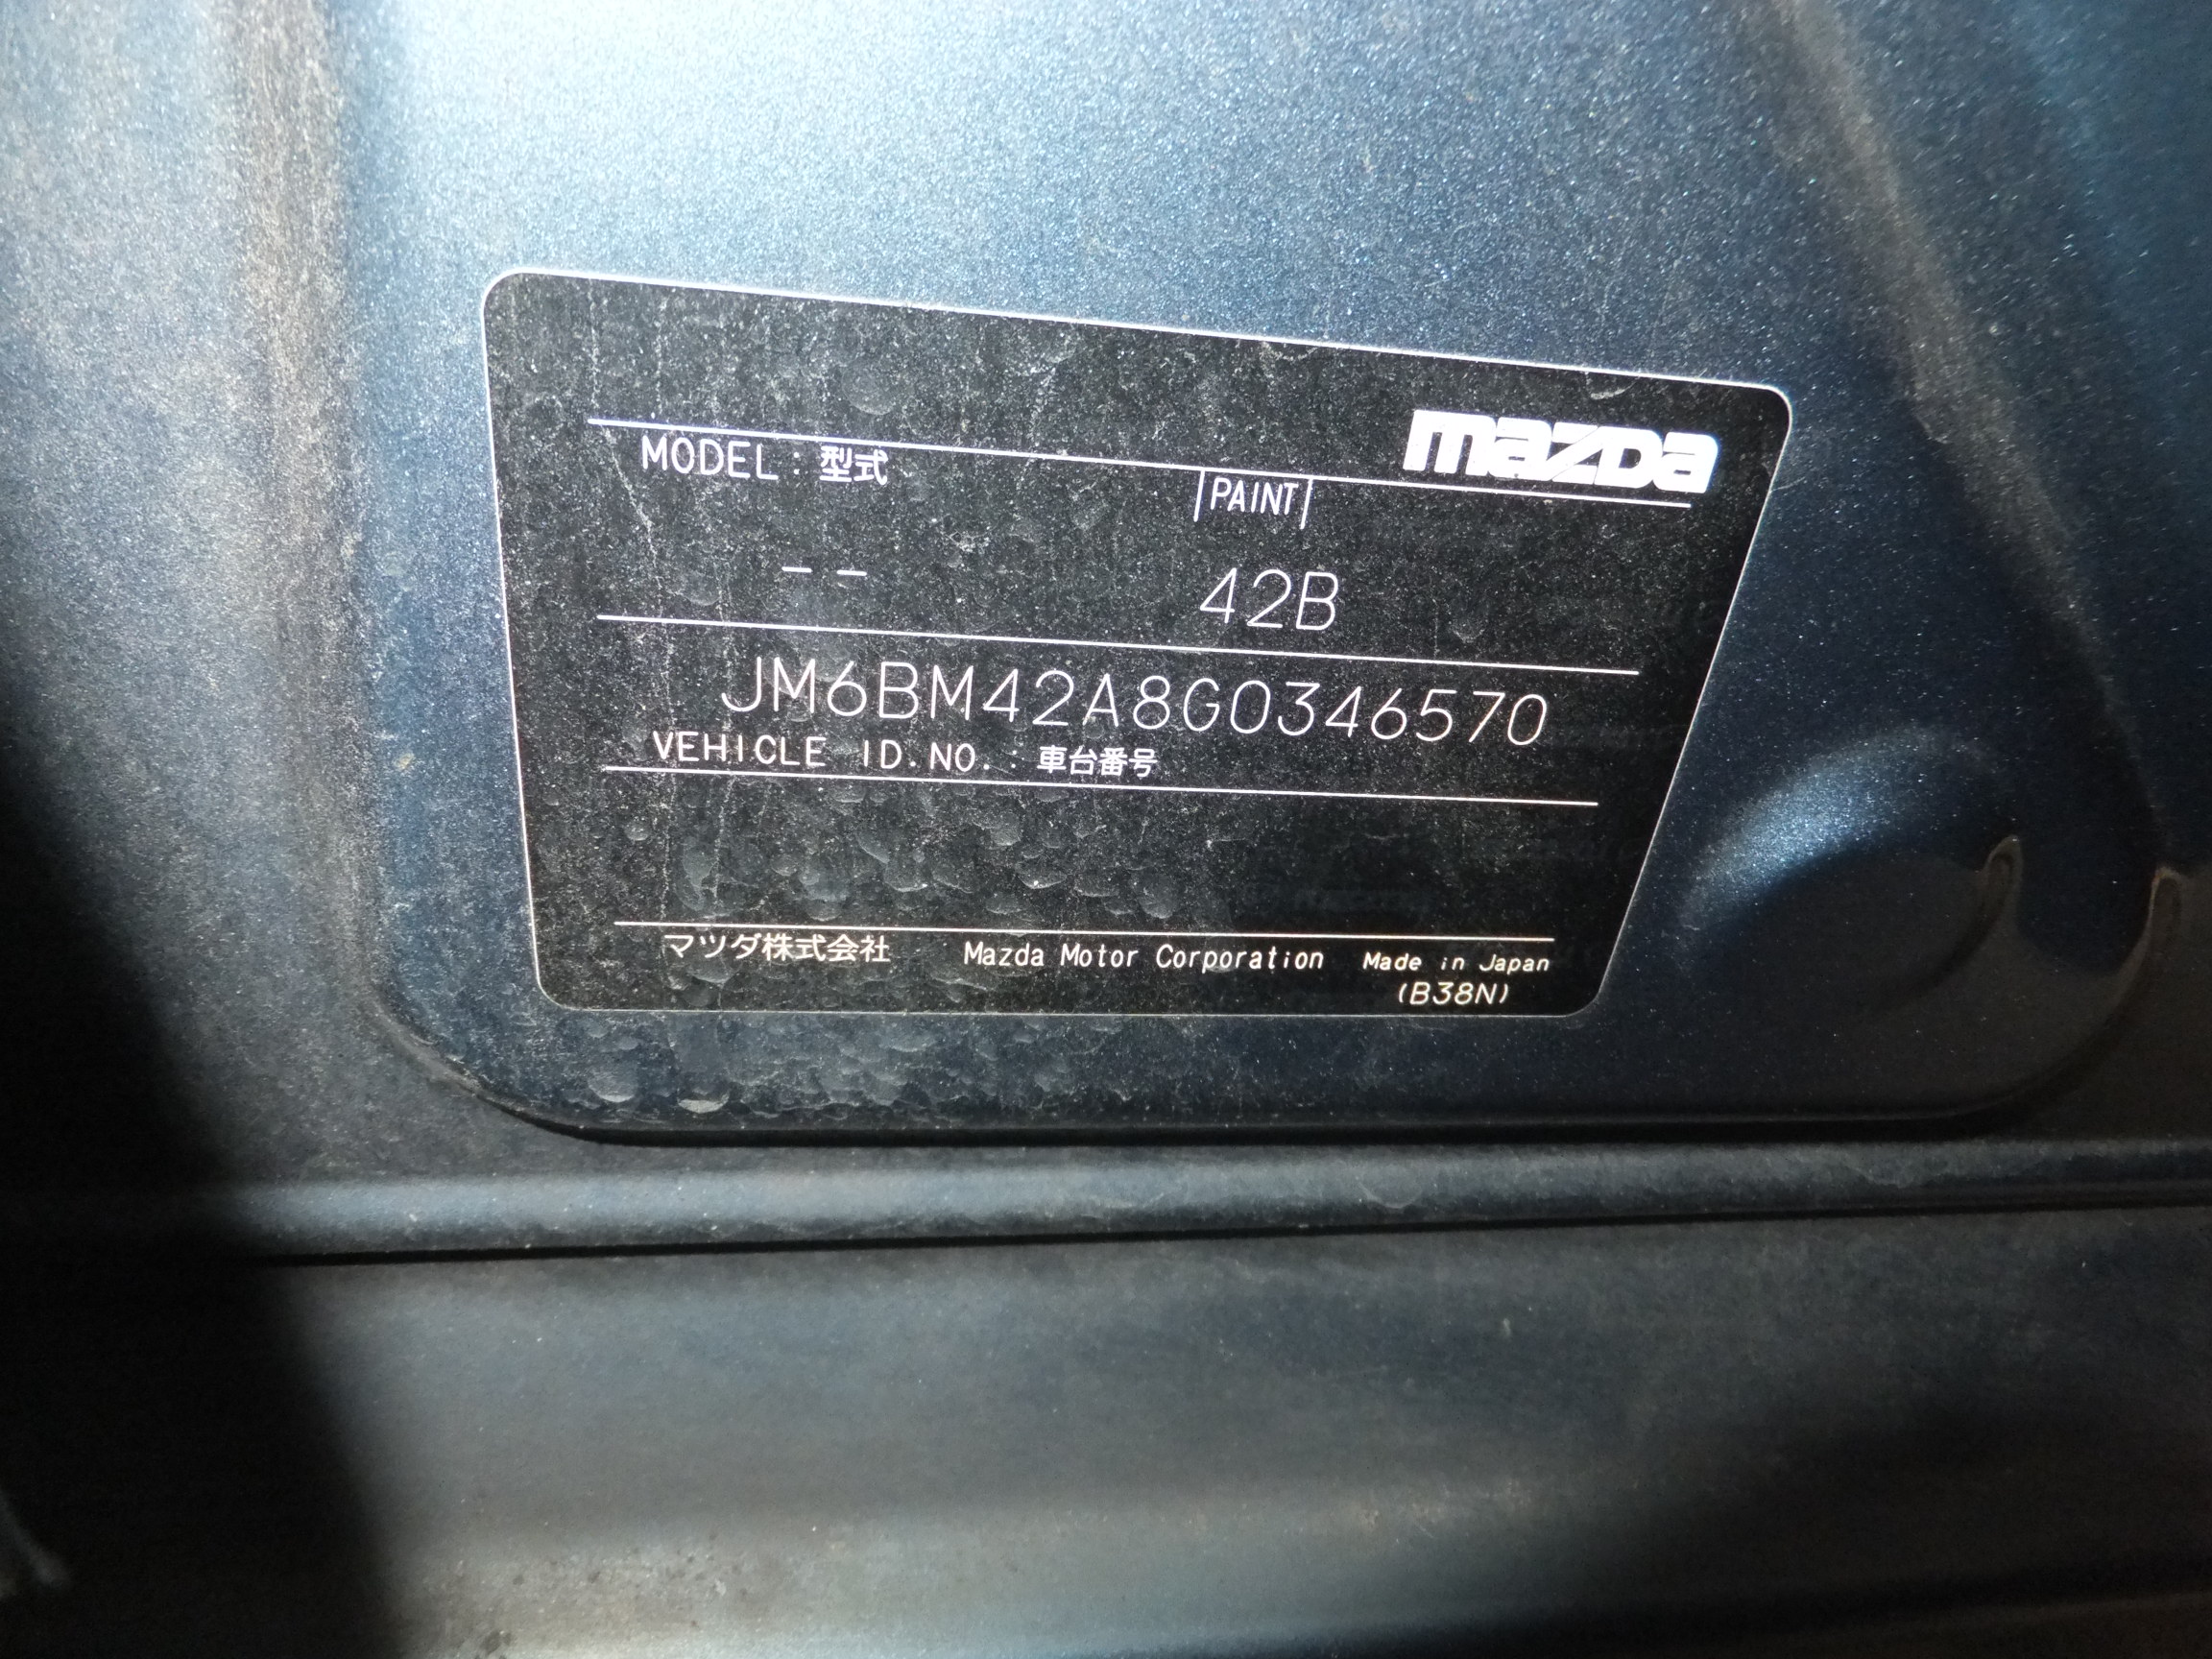 mazda
MODEL : 型式
PAINT
-- 42B
JM6BM42A8G0346570
VEHICLE ID.NO. : 車台番号
マツダ株式会社 Mazda Motor Corporation Made in Japan
(B38N)